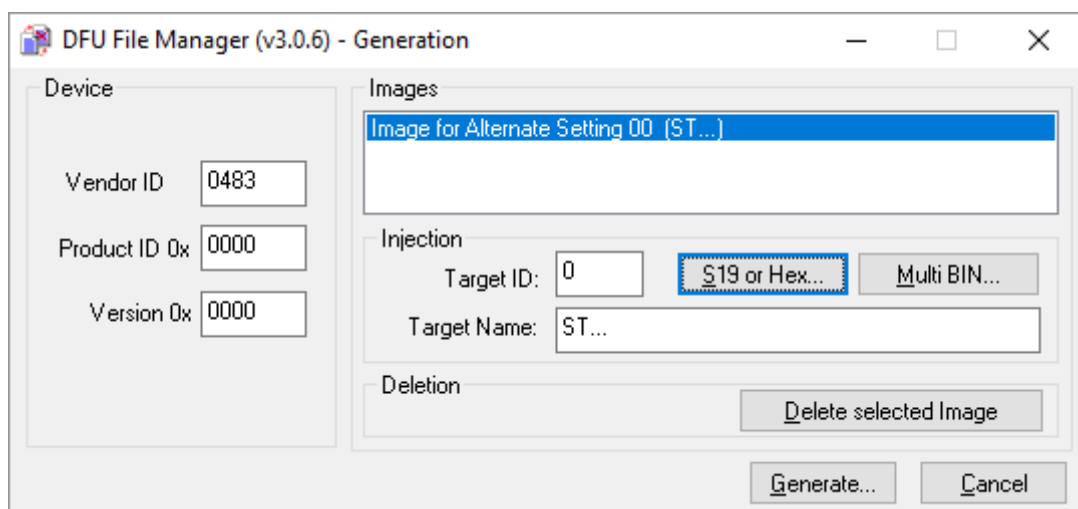 DFU File Manager (v3.0.6) - Generation
Device
Vendor ID 0483
Product ID 0x 0000
Version 0x 0000
Images
Image for Alternate Setting 00 (ST...)
Injection
Target ID: 0 S19 or Hex... Multi BIN...
Target Name: ST...
Deletion
Delete selected Image
Generate... Cancel